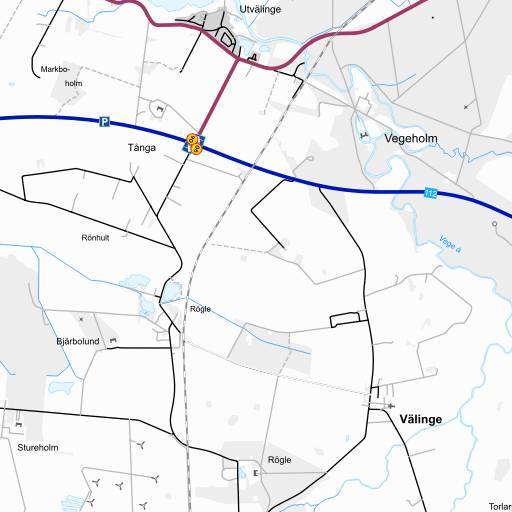 Utvälinge
Markbo-
holm
P
Tånga
Vegeholm
112
Rönhult
Vege å
Rögle
Bjärbolund
Välinge
Stureholm
Rögle
Torlar